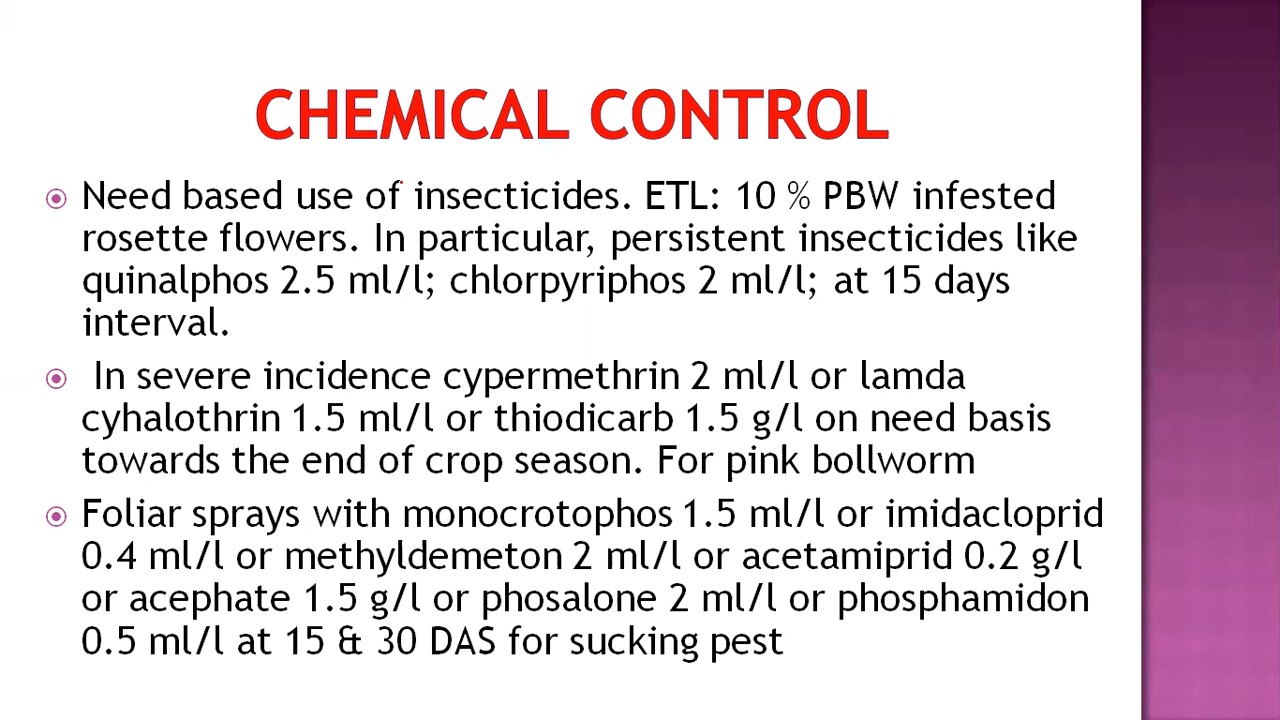 CHEMICAL CONTROL
Need based use of insecticides. ETL: 10 % PBW infested
rosette flowers. In particular, persistent insecticides like
quinalphos 2.5 ml/l; chlorpyriphos 2 ml/l; at 15 days
interval.
In severe incidence cypermethrin 2 ml/l or lamda
cyhalothrin 1.5 ml/l or thiodicarb 1.5 g/l on need basis
towards the end of crop season. For pink bollworm
Foliar sprays with monocrotophos 1.5 ml/l or imidacloprid
0.4 ml/l or methyldemeton 2 ml/l or acetamiprid 0.2 g/l
or acephate 1.5 g/l or phosalone 2 ml/l or phosphamidon
0.5 ml/l at 15 & 30 DAS for sucking pest